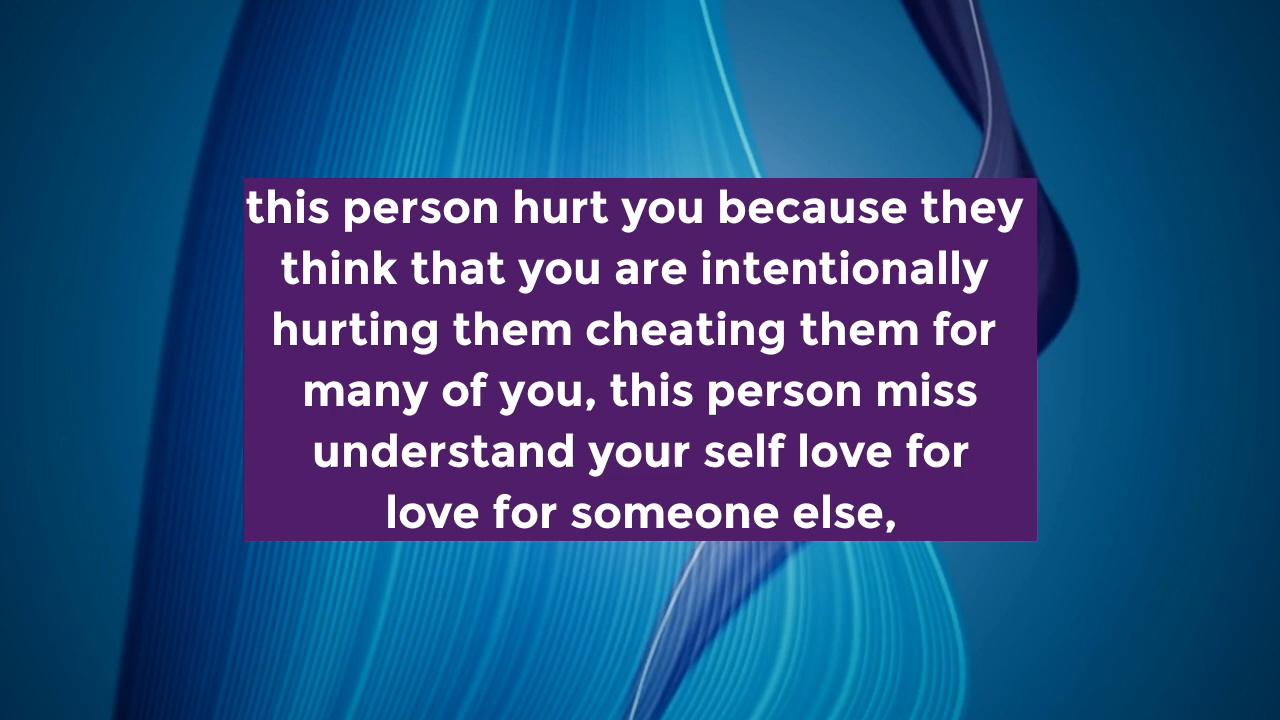 this person hurt you because they
think that you are intentionally
hurting them cheating them for
many of you, this person miss
understand your self love for
love for someone else,